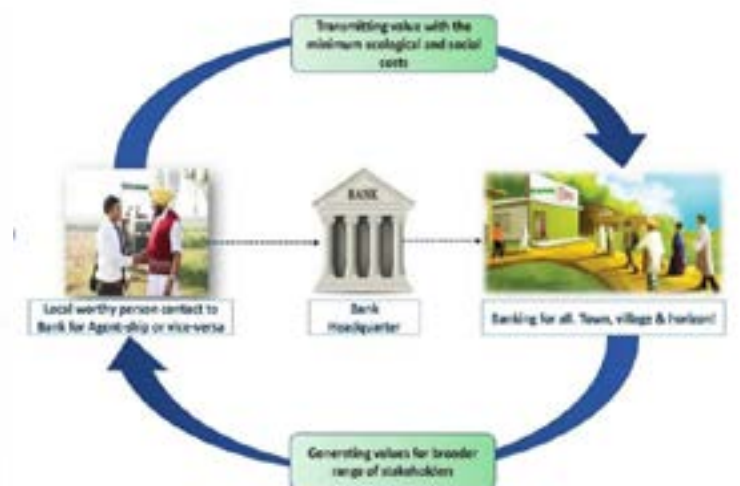 Transmitting value with the
minimum ecological and social
costs
BANK
Local worthy person contact to
Bank for Agent-ship or vice-versa
Bank
Headquarter
Banking for all. Town, village & horizon!
Generating values for broader
range of stakeholders